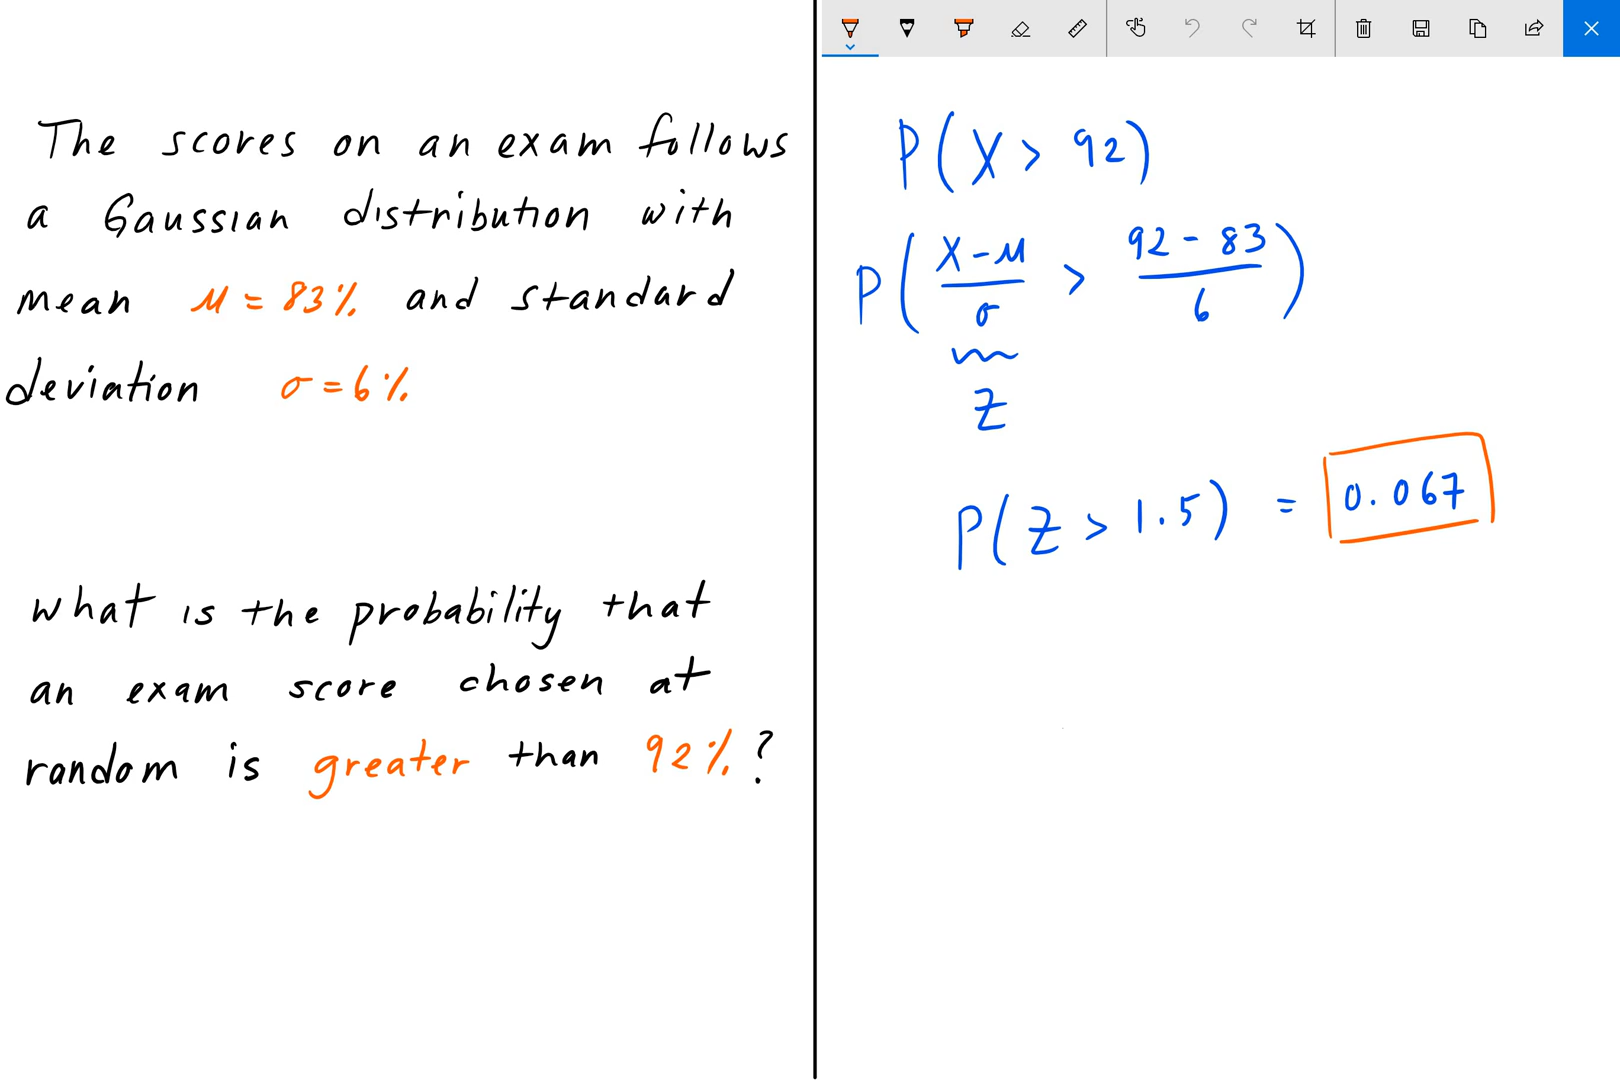 The scores on an exam follows
a Gaussian distribution with
mean μ = 83% and standard
deviation σ = 6%
what is the probability that
an exam score chosen at
random is greater than 92%?
P(X > 92)
P((X - μ)/σ > (92 - 83)/6)
Z
P(Z > 1.5) = 0.067